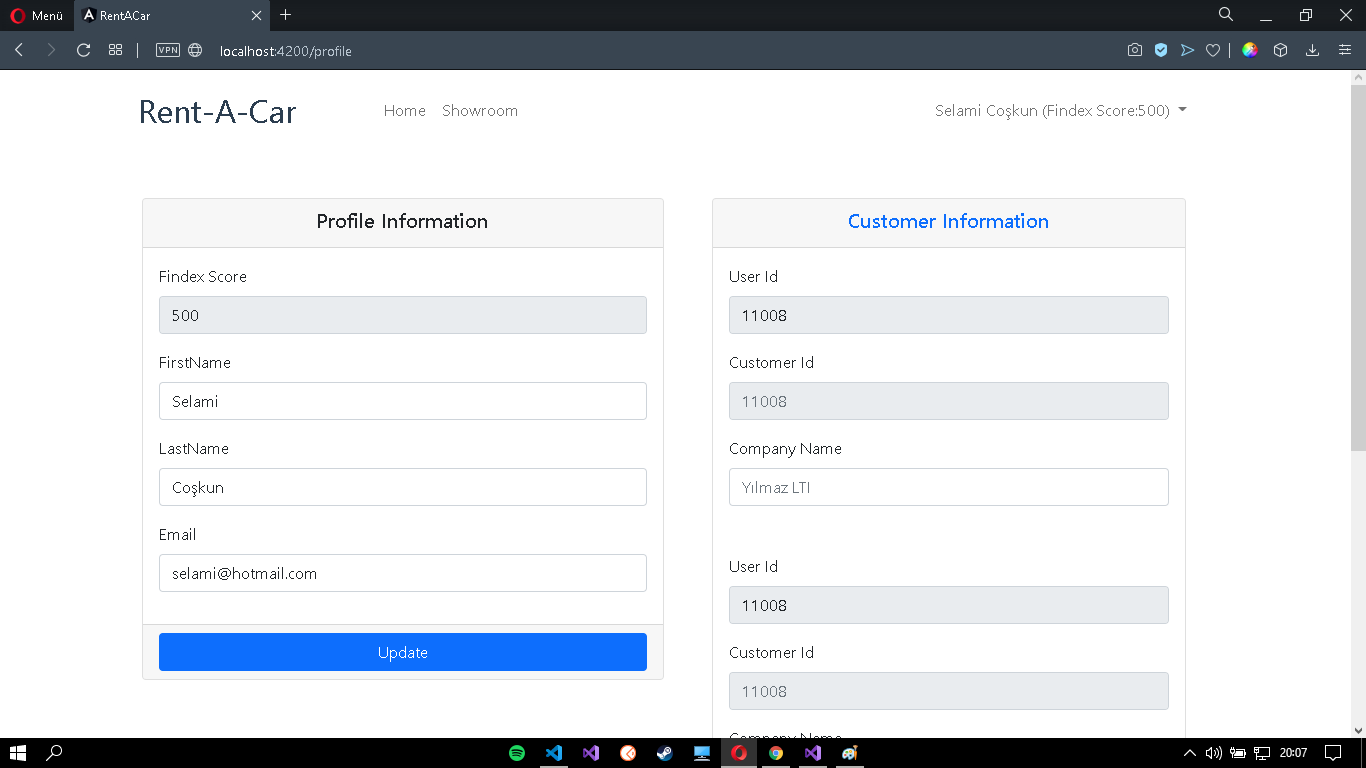 Menü
RentACar
VPN
localhost:4200/profile
Rent-A-Car
Home
Showroom
Selami Coşkun (Findex Score:500)
Profile Information
Findex Score
500
FirstName
Selami
LastName
Coşkun
Email
selami@hotmail.com
Update
Customer Information
User Id
11008
Customer Id
11008
Company Name
Yılmaz LTI
User Id
11008
Customer Id
11008
Company Name
20:07